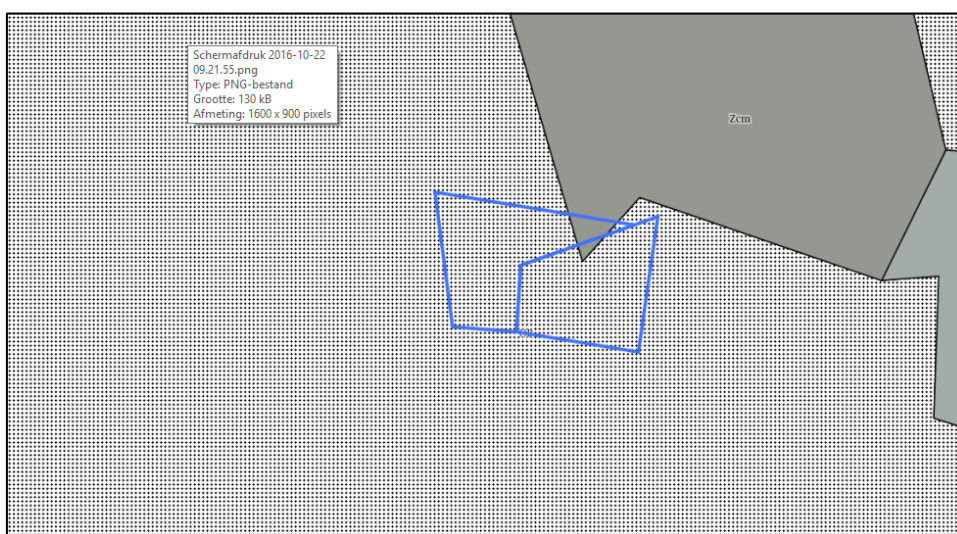 Schermafdruk 2016-10-22
09.21.55.png
Type: PNG-bestand
Grootte: 130 kB
Afmeting: 1600 x 900 pixels
Zcm